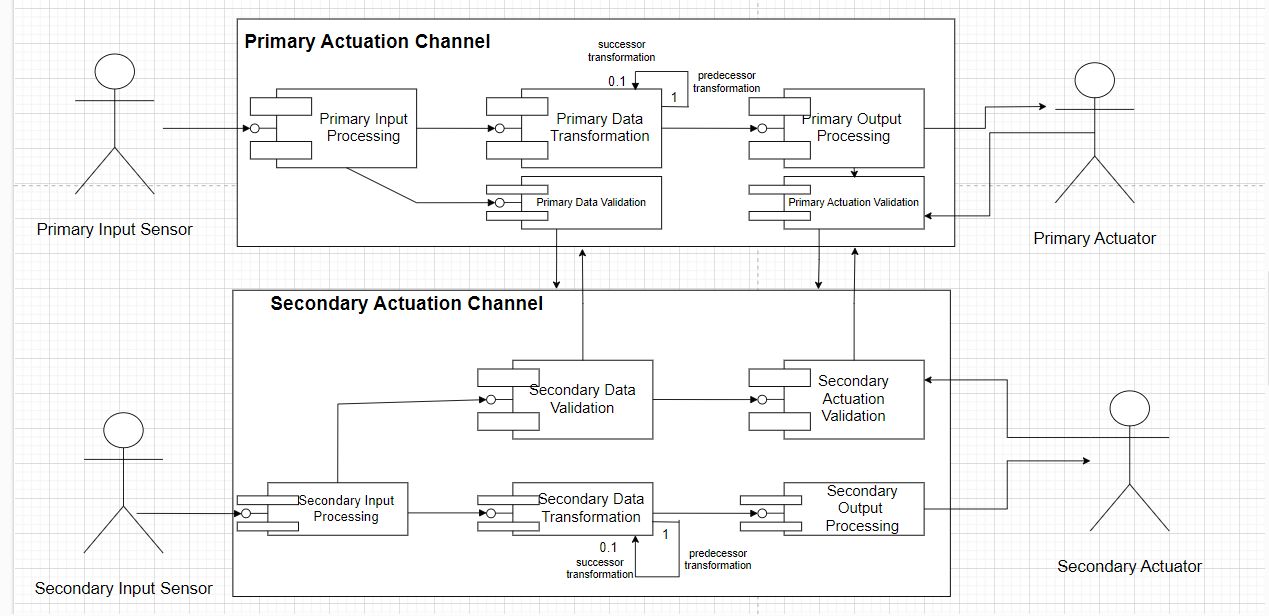 Primary Actuation Channel
successor
transformation
0.1
predecessor
transformation
1
Primary Input
Processing
Primary Data
Transformation
Primary Output
Processing
Primary Data Validation
Primary Actuation Validation
Primary Input Sensor
Primary Actuator
Secondary Actuation Channel
Secondary Data
Validation
Secondary
Actuation
Validation
Secondary Input
Processing
Secondary Data
Transformation
Secondary
Output
Processing
1
0.1
successor
transformation
predecessor
transformation
Secondary Input Sensor
Secondary Actuator